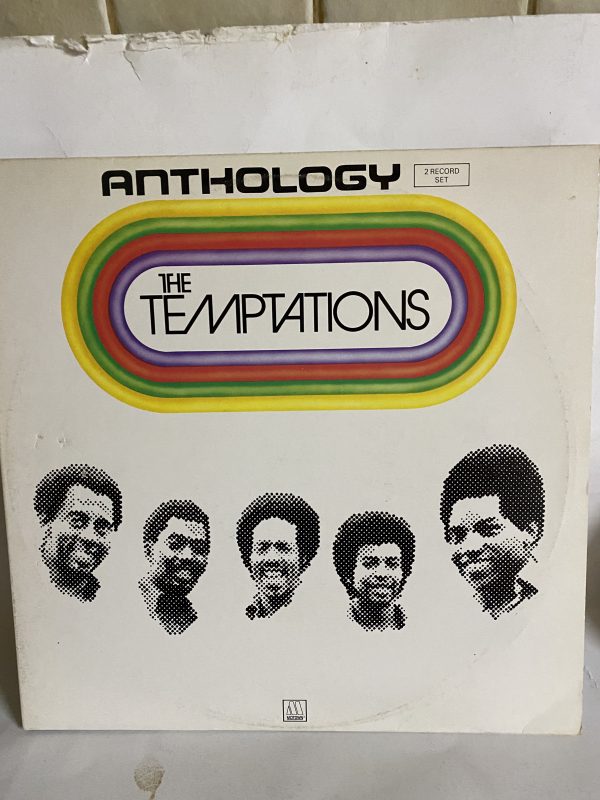 ANTHOLOGY
2 RECORD
SET
THE
TEMPTATIONS
MOTOWN